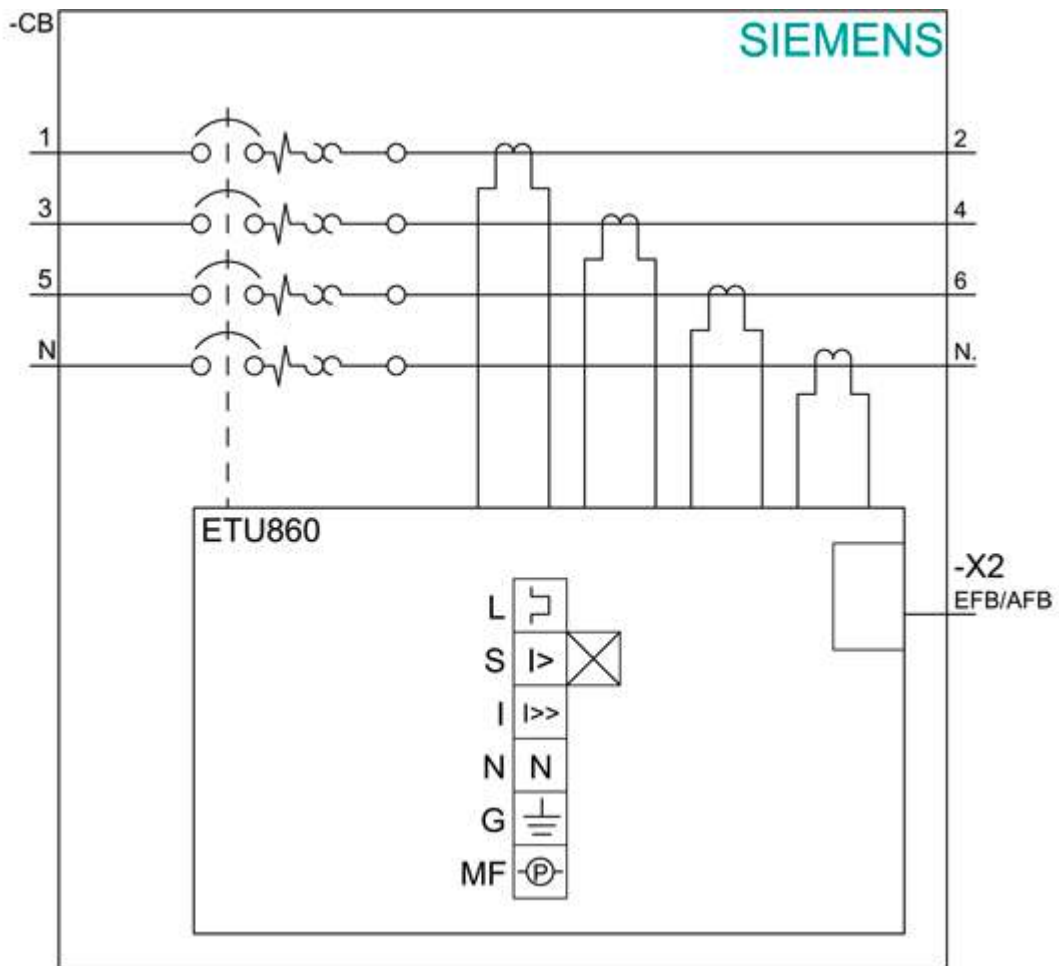 -CB
SIEMENS
1
2
3
4
5
6
N
N.
ETU860
-X2
EFB/AFB
L
S I>
I I>>
N N
G
MF P